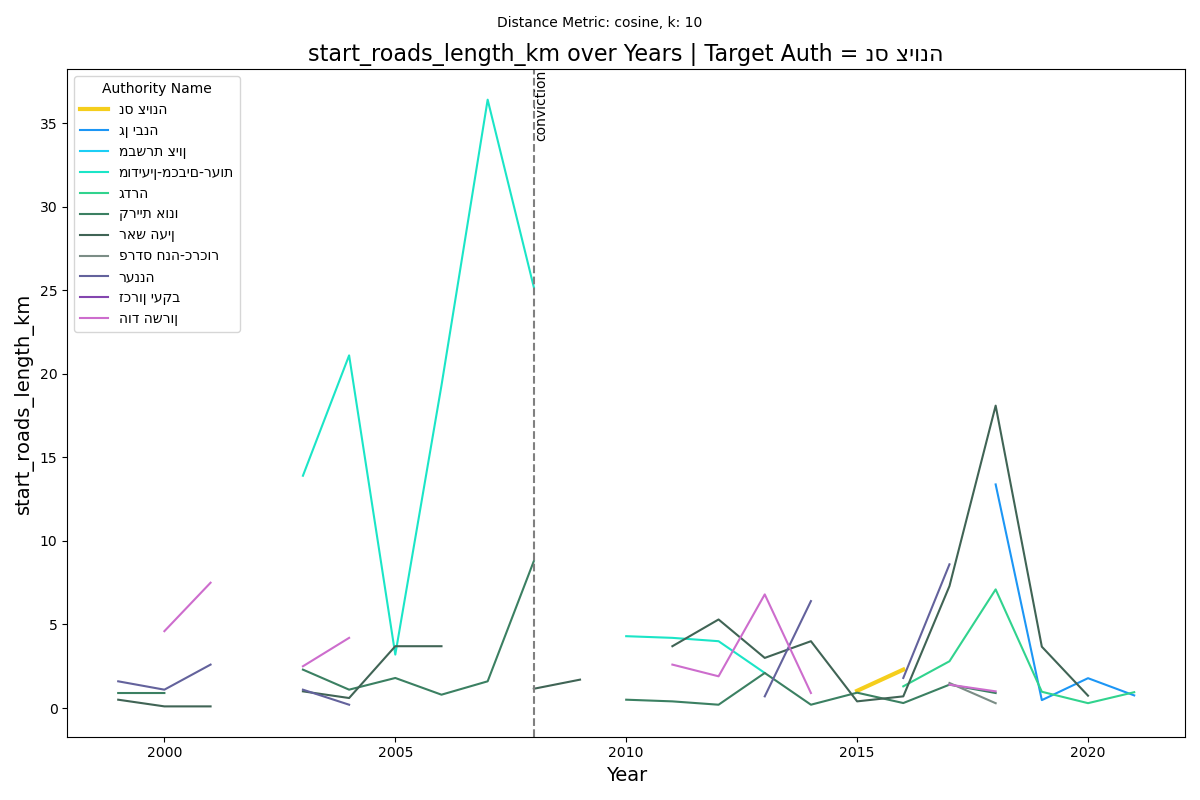 Distance Metric: cosine, k: 10
start_roads_length_km over Years | Target Auth = נס ציונה
Authority Name
נס ציונה
גן יבנה
מבשרת ציון
מודיעין-מכבים-רעות
גדרה
קריית אונו
ראש העין
פרדס חנה-כרכור
רעננה
זכרון יעקב
הוד השרון
conviction
start_roads_length_km
35
30
25
20
15
10
5
0
2000
2005
2010
2015
2020
Year